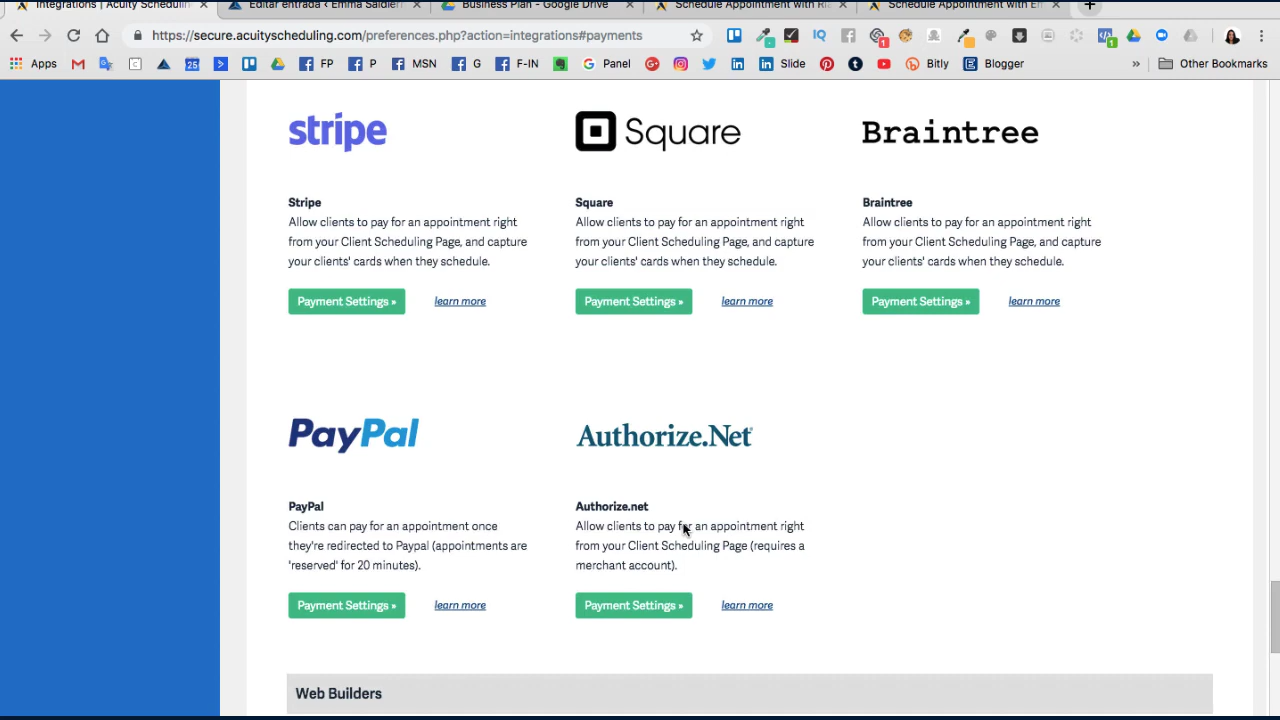 Integrations | Acuity Schedulin
Editar entrada ‹ Emma Saldierr
Business Plan - Google Drive
Schedule Appointment with Ria
Schedule Appointment with Em
https://secure.acuityscheduling.com/preferences.php?action=integrations#payments
Apps
FP
P
MSN
G
F-IN
Panel
Slide
Bitly
Blogger
»
Other Bookmarks
stripe
Square
Braintree
Stripe
Allow clients to pay for an appointment right
from your Client Scheduling Page, and capture
your clients' cards when they schedule.
Payment Settings »
learn more
Square
Allow clients to pay for an appointment right
from your Client Scheduling Page, and capture
your clients' cards when they schedule.
Payment Settings »
learn more
Braintree
Allow clients to pay for an appointment right
from your Client Scheduling Page, and capture
your clients' cards when they schedule.
Payment Settings »
learn more
PayPal
Authorize.Net
PayPal
Clients can pay for an appointment once
they're redirected to Paypal (appointments are
'reserved' for 20 minutes).
Payment Settings »
learn more
Authorize.net
Allow clients to pay for an appointment right
from your Client Scheduling Page (requires a
merchant account).
Payment Settings »
learn more
Web Builders